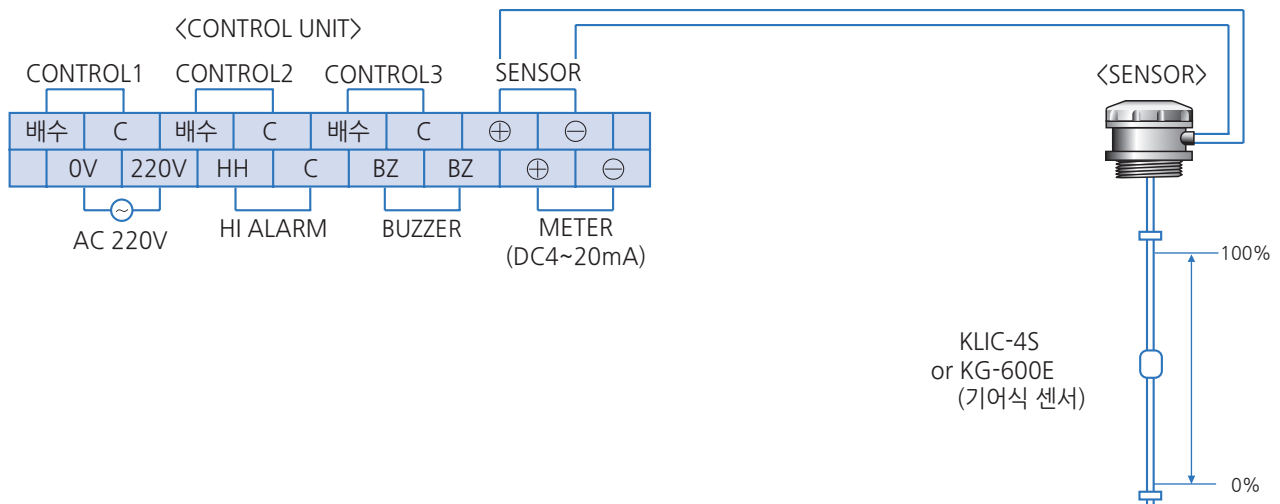 <CONTROL UNIT>
CONTROL1 CONTROL2 CONTROL3 SENSOR
배수 C 배수 C 배수 C ⊕ ⊖
0V 220V HH C BZ BZ ⊕ ⊖
~
AC 220V HI ALARM BUZZER METER
(DC4~20mA)
<SENSOR>
100%
KLIC-4S
or KG-600E
(기어식 센서)
0%